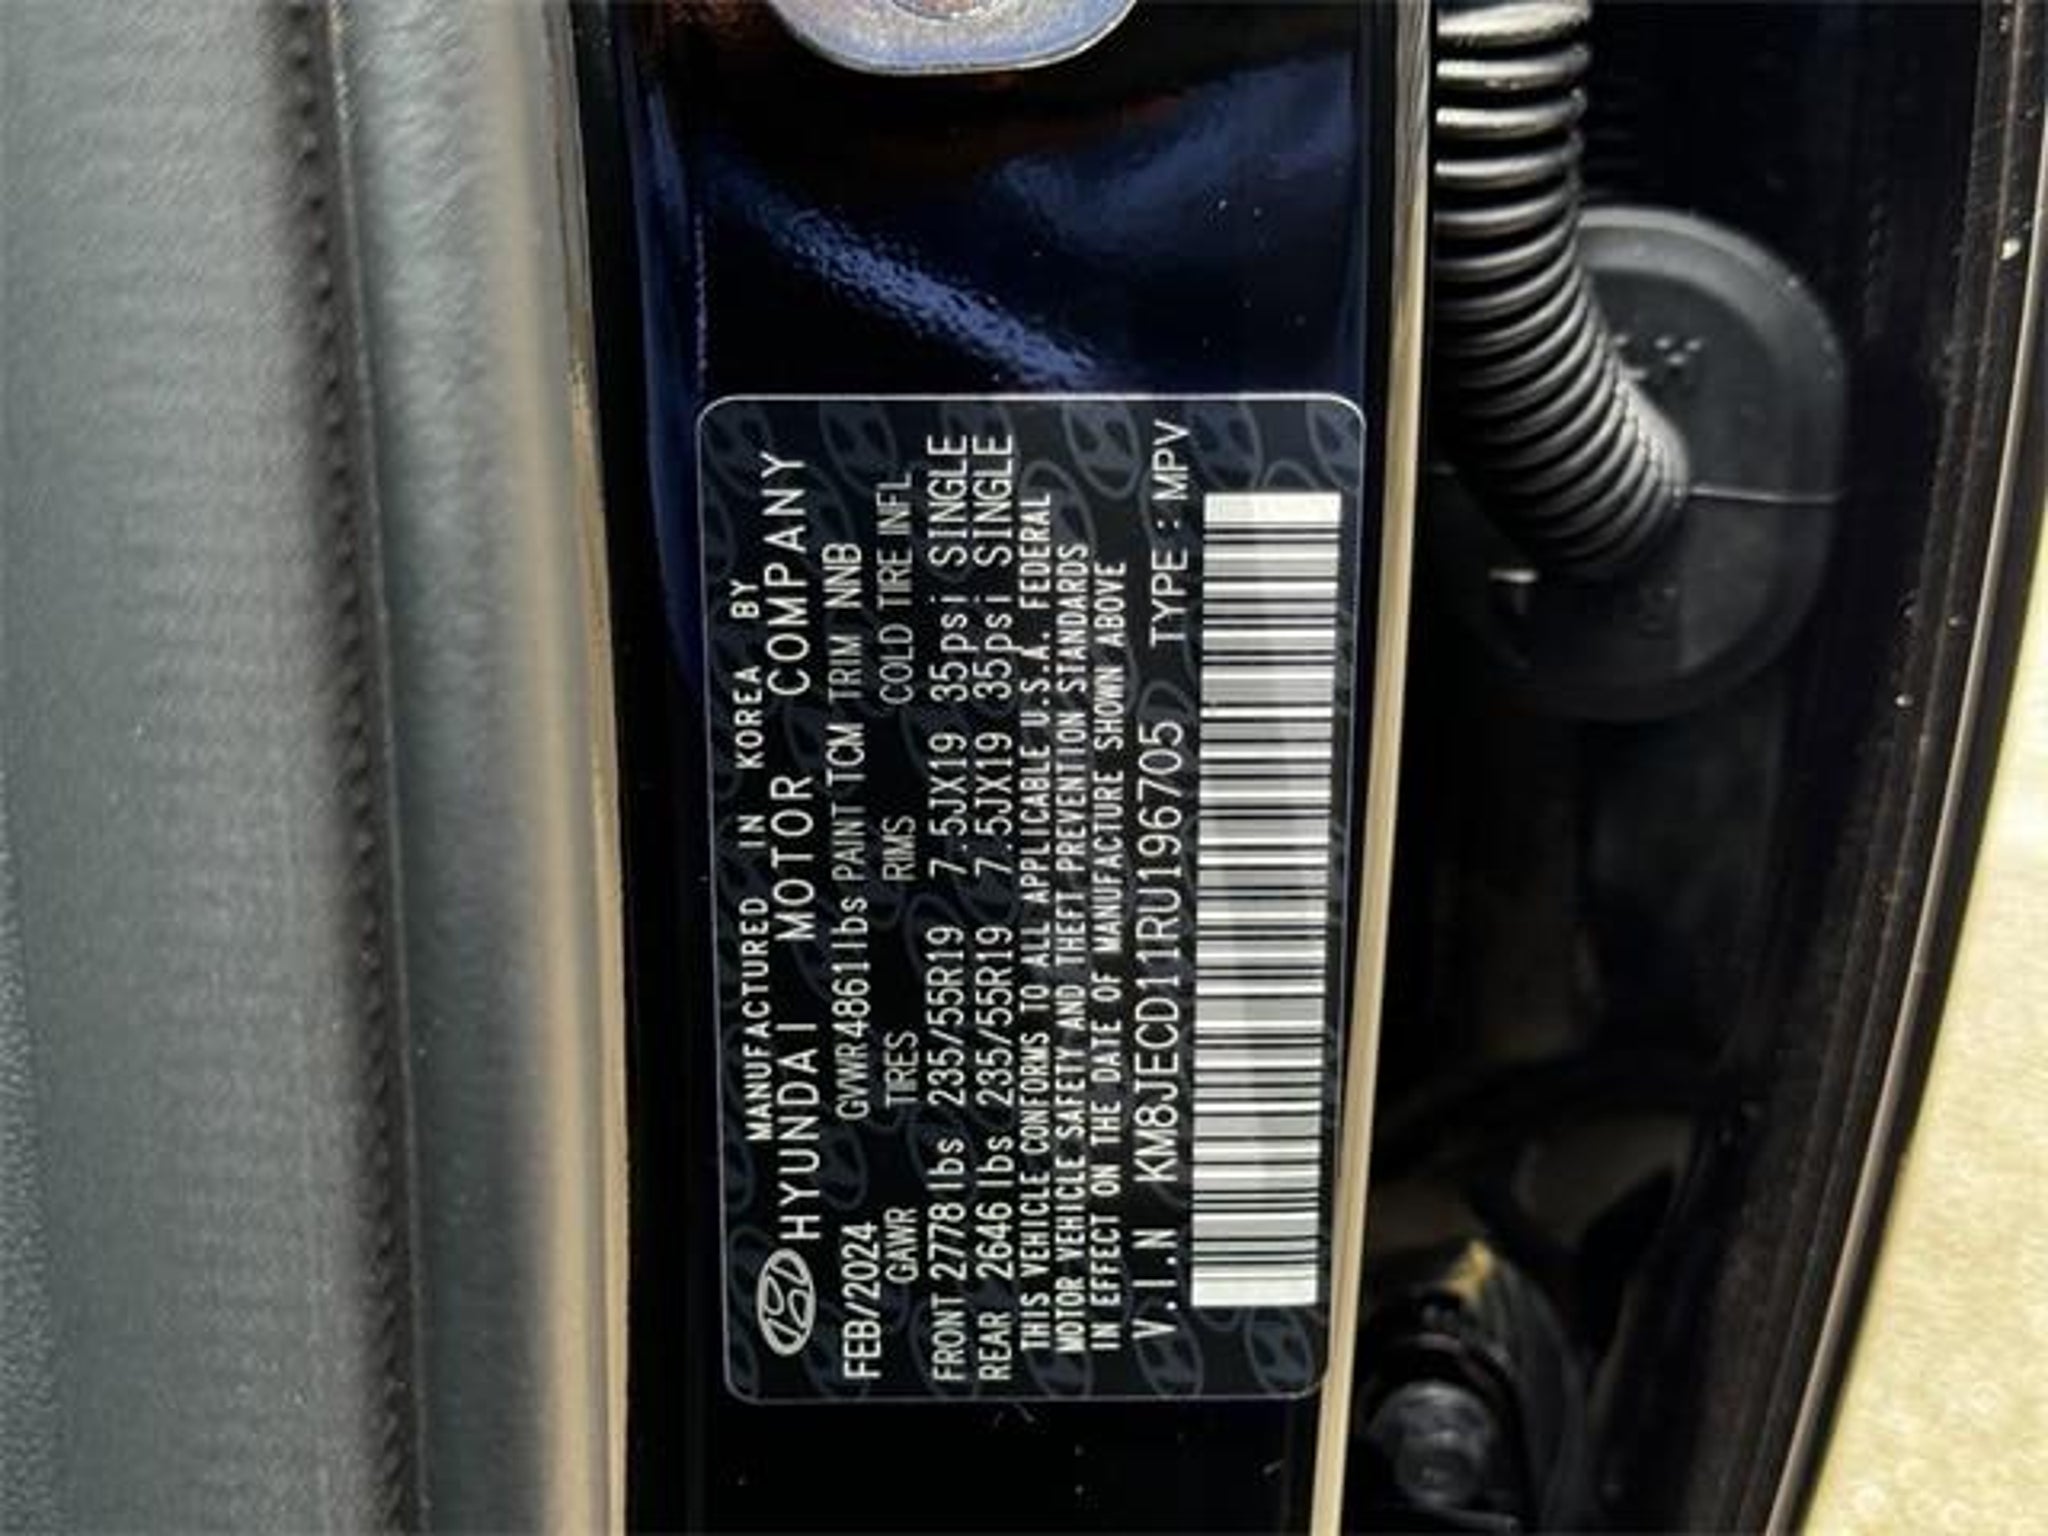 MANUFACTURED IN KOREA BY
HYUNDAI MOTOR COMPANY
FEB/2024 GVWR 4861lbs PAINT TCM TRIM NNB
GAWR TIRES RIMS COLD TIRE INFL
FRONT 2778lbs 235/55R19 7.5JX19 35psi SINGLE
REAR 2646lbs 235/55R19 7.5JX19 35psi SINGLE
THIS VEHICLE CONFORMS TO ALL APPLICABLE U.S.A. FEDERAL
MOTOR VEHICLE SAFETY AND THEFT PREVENTION STANDARDS
IN EFFECT ON THE DATE OF MANUFACTURE SHOWN ABOVE
V.I.N KM8JECD11RU196705 TYPE : MPV